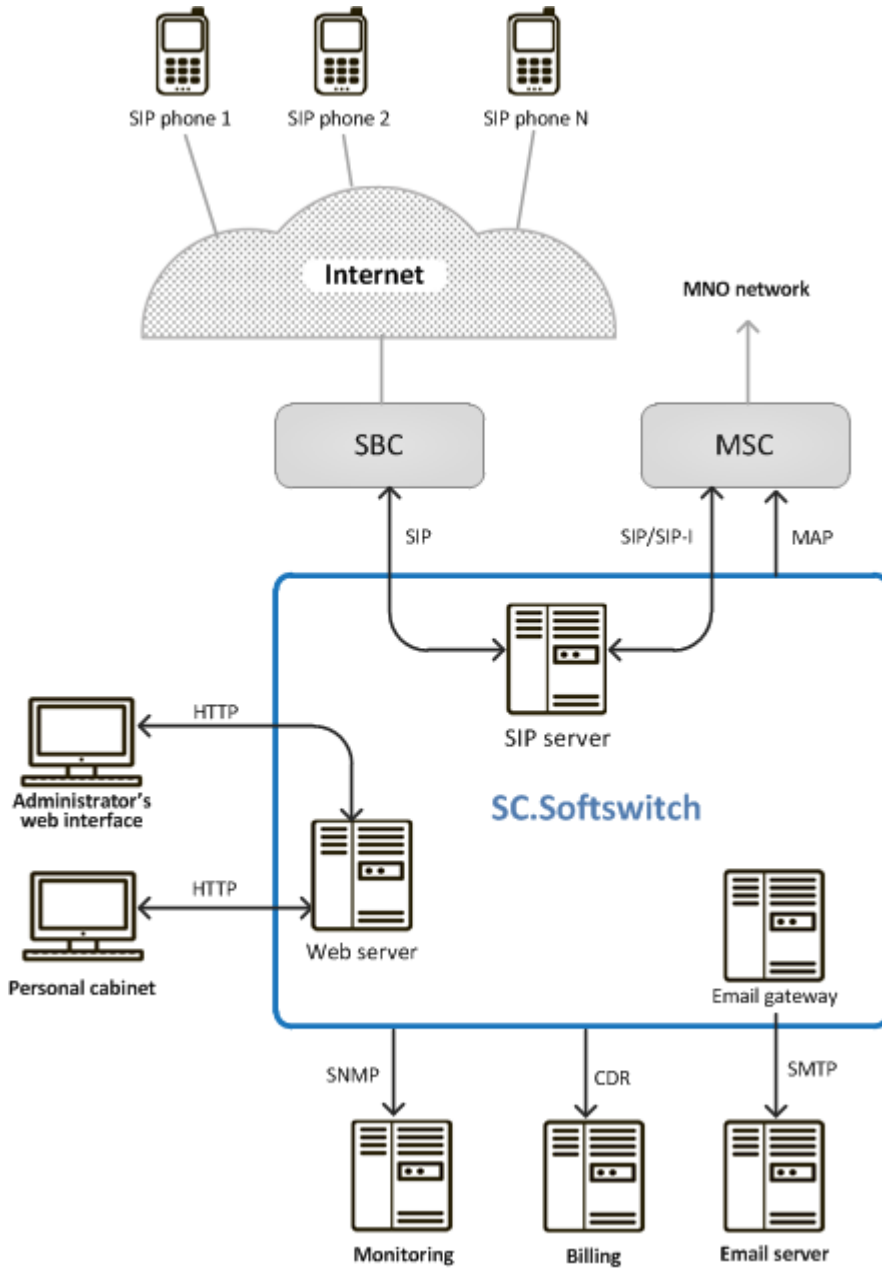 SIP phone 1
SIP phone 2
SIP phone N
Internet
MNO network
SBC
MSC
SIP
SIP/SIP-I
MAP
SIP server
HTTP
Administrator's
web interface
SC.Softswitch
HTTP
Web server
Personal cabinet
Email gateway
SNMP
CDR
SMTP
Monitoring
Billing
Email server